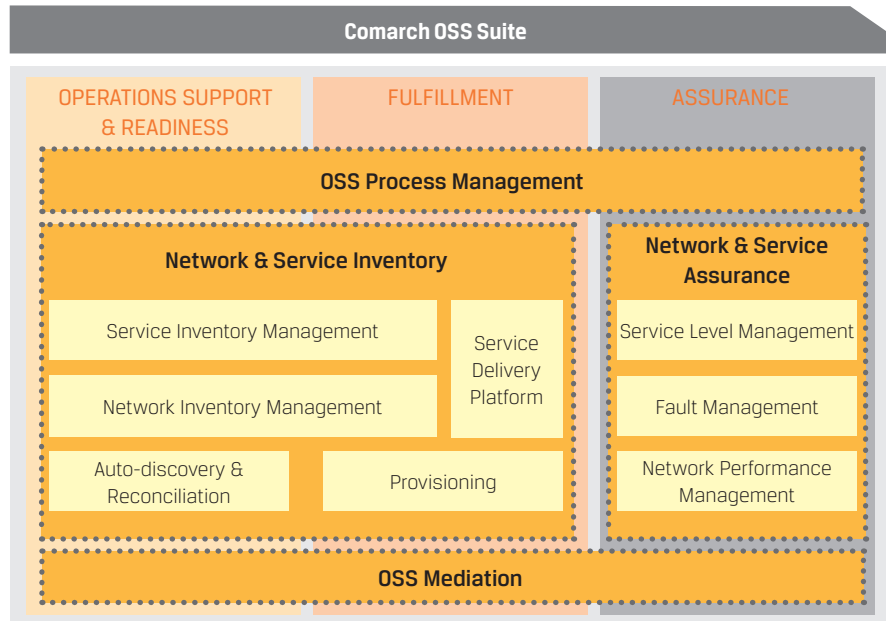 Comarch OSS Suite
OPERATIONS SUPPORT
& READINESS
FULFILLMENT
ASSURANCE
OSS Process Management
Network & Service Inventory
Service Inventory Management
Network Inventory Management
Service
Delivery
Platform
Auto-discovery &
Reconciliation
Provisioning
Network & Service
Assurance
Service Level Management
Fault Management
Network Performance
Management
OSS Mediation